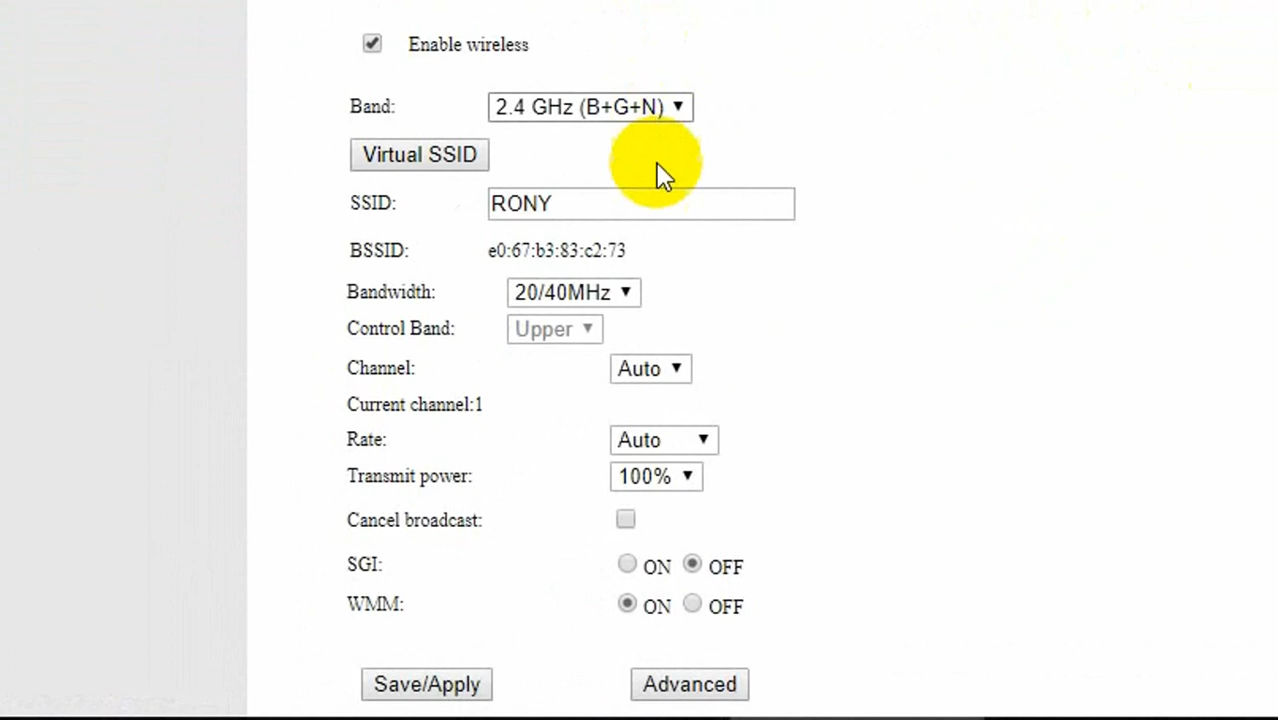 Enable wireless
Band: 2.4 GHz (B+G+N)
Virtual SSID
SSID: RONY
BSSID: e0:67:b3:83:c2:73
Bandwidth: 20/40MHz
Control Band: Upper
Channel: Auto
Current channel:1
Rate: Auto
Transmit power: 100%
Cancel broadcast:
SGI: ON OFF
WMM: ON OFF
Save/Apply Advanced